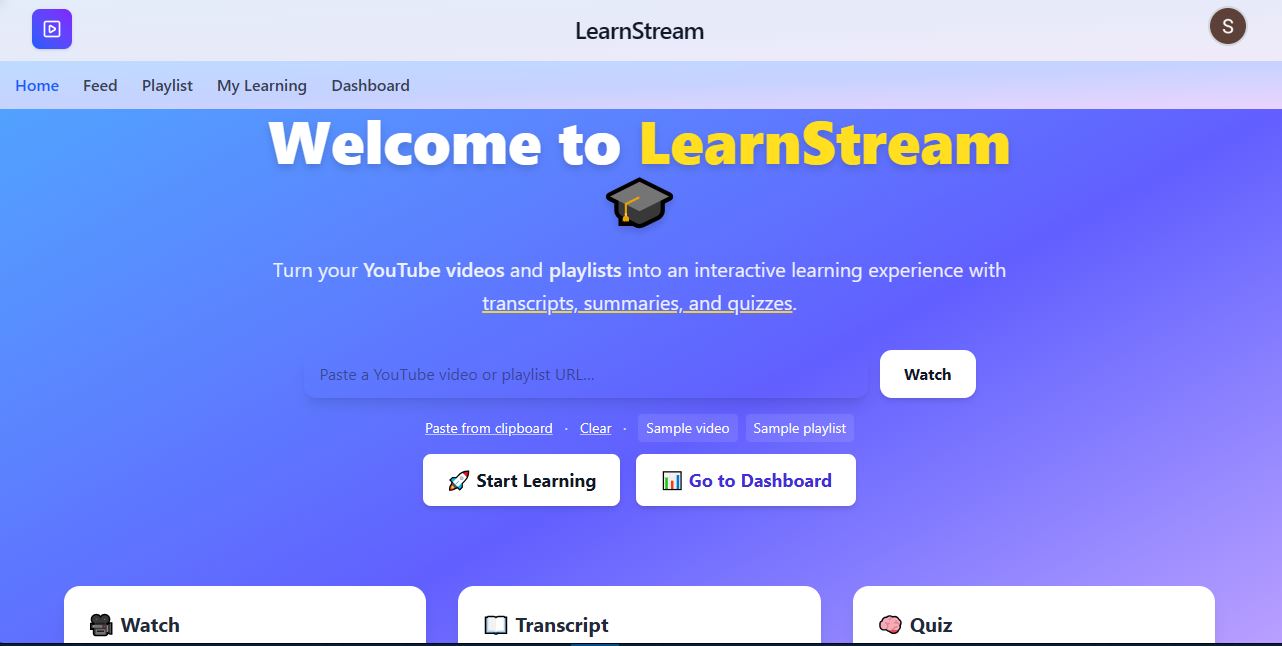 LearnStream
S
Home Feed Playlist My Learning Dashboard
Welcome to LearnStream
Turn your YouTube videos and playlists into an interactive learning experience with
transcripts, summaries, and quizzes.
Paste a YouTube video or playlist URL...
Watch
Paste from clipboard · Clear · Sample video Sample playlist
Start Learning Go to Dashboard
Watch Transcript Quiz